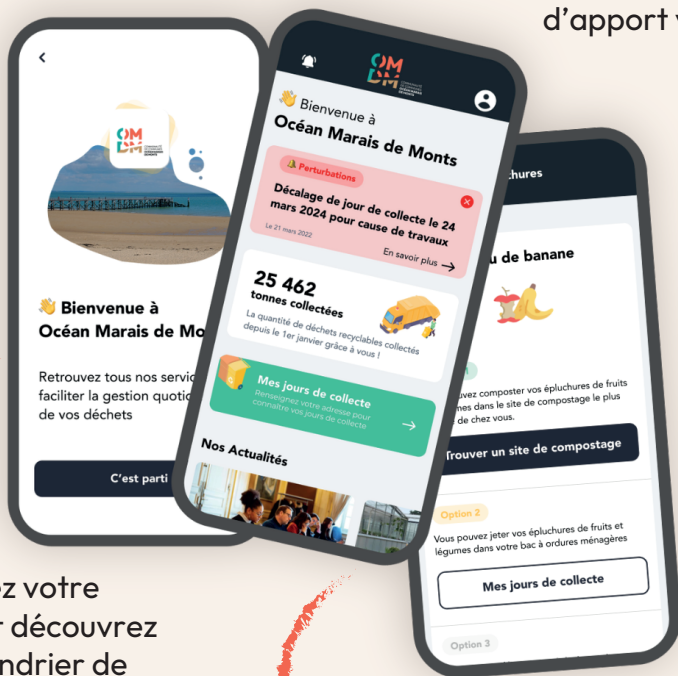 d'apport
OM
DM
👋 Bienvenue à
Océan Marais de Mo
Retrouvez tous nos servic
faciliter la gestion quotid
de vos déchets
C'est parti
OM
DM
👋 Bienvenue à
Océan Marais de Monts
Perturbations
Décalage de jour de collecte le 24
mars 2024 pour cause de travaux
Le 21 mars 2022
En savoir plus →
25 462
tonnes collectées
La quantité de déchets recyclables collectés
depuis le 1er janvier grâce à vous !
Mes jours de collecte
Renseignez votre adresse pour
connaître vos jours de collecte
Nos Actualités
chures
u de banane
uvez composter vos épluchures de fruits
mes dans le site de compostage le plus
de chez vous.
Trouver un site de compostage
Option 2
Vous pouvez jeter vos épluchures de fruits et
légumes dans votre bac à ordures ménagères
Mes jours de collecte
Option 3
ez votre
r découvrez
ndrier de